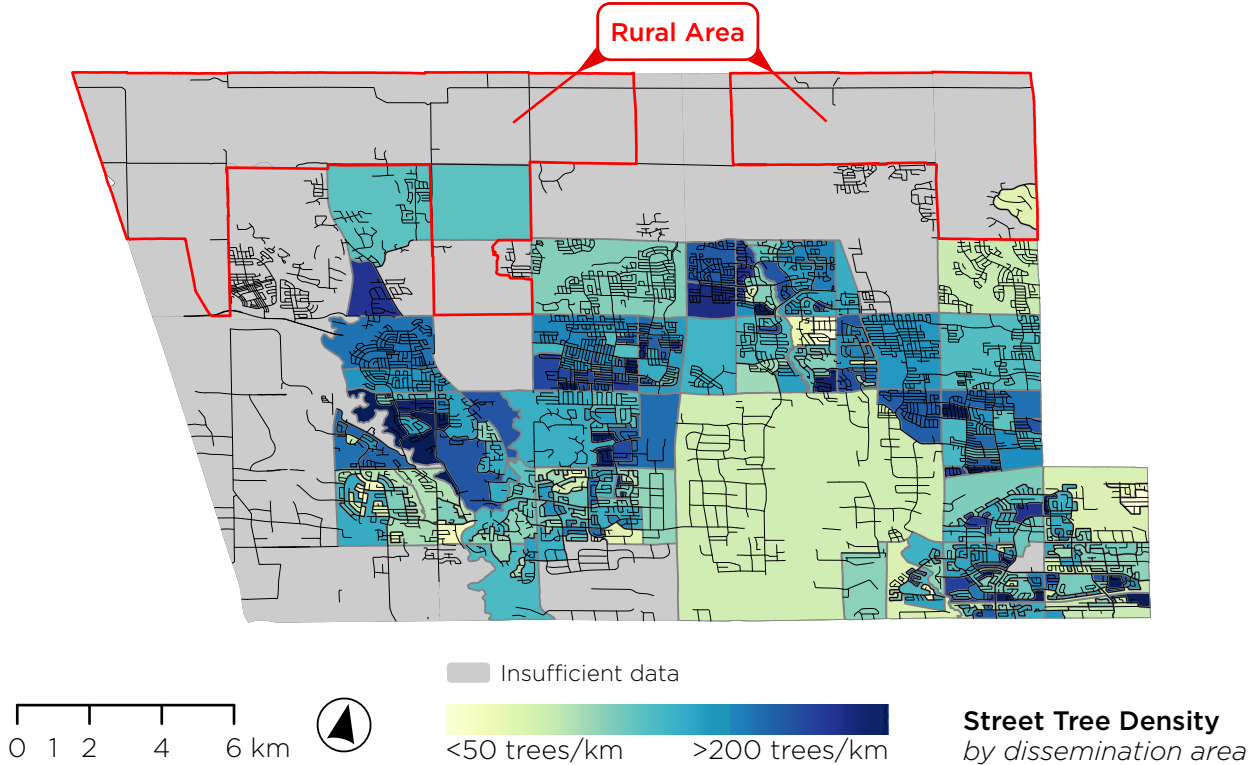 Rural Area
Insufficient data
0 1 2 4 6 km
<50 trees/km >200 trees/km
Street Tree Density
by dissemination area